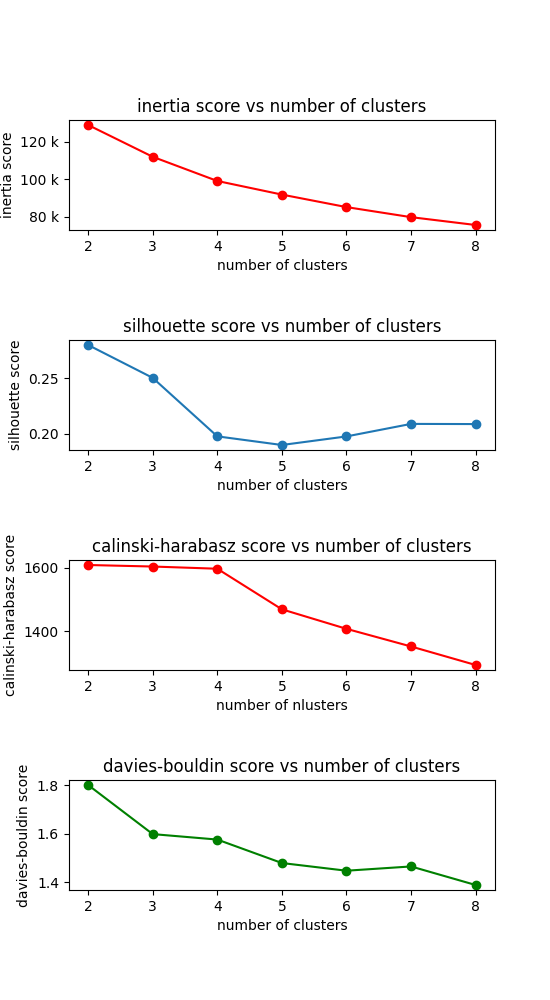 inertia score vs number of clusters
inertia score
120 k
100 k
80 k
2 3 4 5 6 7 8
number of clusters
silhouette score vs number of clusters
silhouette score
0.25
0.20
2 3 4 5 6 7 8
number of clusters
calinski-harabasz score vs number of clusters
calinski-harabasz score
1600
1400
2 3 4 5 6 7 8
number of nlusters
davies-bouldin score vs number of clusters
davies-bouldin score
1.8
1.6
1.4
2 3 4 5 6 7 8
number of clusters